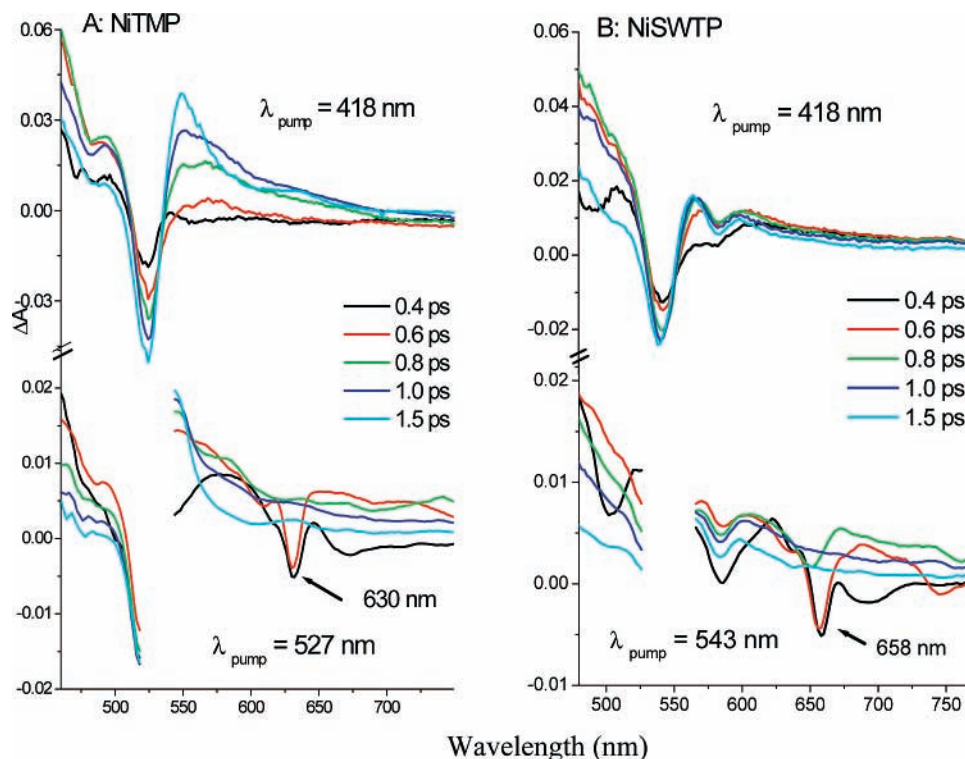 A: NiTMP
B: NiSWTP
0.06
0.03
0.00
-0.03
ΔA
λ pump = 418 nm
0.4 ps
0.6 ps
0.8 ps
1.0 ps
1.5 ps
0.02
0.01
0.00
-0.01
-0.02
630 nm
λ pump = 527 nm
500 550 600 650 700
0.06
0.04
0.02
0.00
-0.02
λ pump = 418 nm
0.4 ps
0.6 ps
0.8 ps
1.0 ps
1.5 ps
0.02
0.01
0.00
-0.01
λ pump = 543 nm
658 nm
500 550 600 650 700 750
Wavelength (nm)